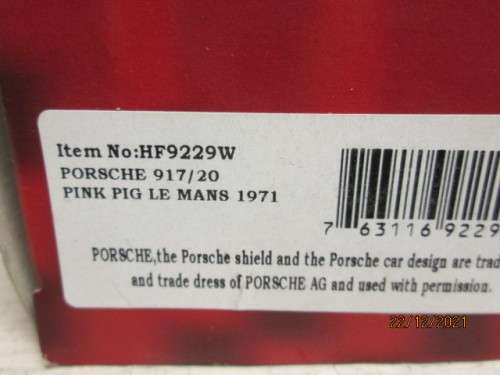 Item No:HF9229W
PORSCHE 917/20
PINK PIG LE MANS 1971
7 63116 9229
PORSCHE,the Porsche shield and the Porsche car design are trad
and trade dress of PORSCHE AG and used with permission.
22/12/2021